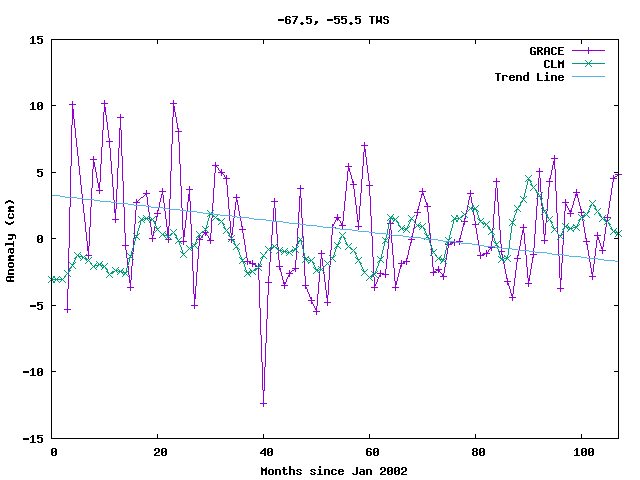 -67.5, -55.5 TWS
GRACE
CLM
Trend Line
15
10
5
0
-5
-10
-15
Anomaly (cm)
0 20 40 60 80 100
Months since Jan 2002